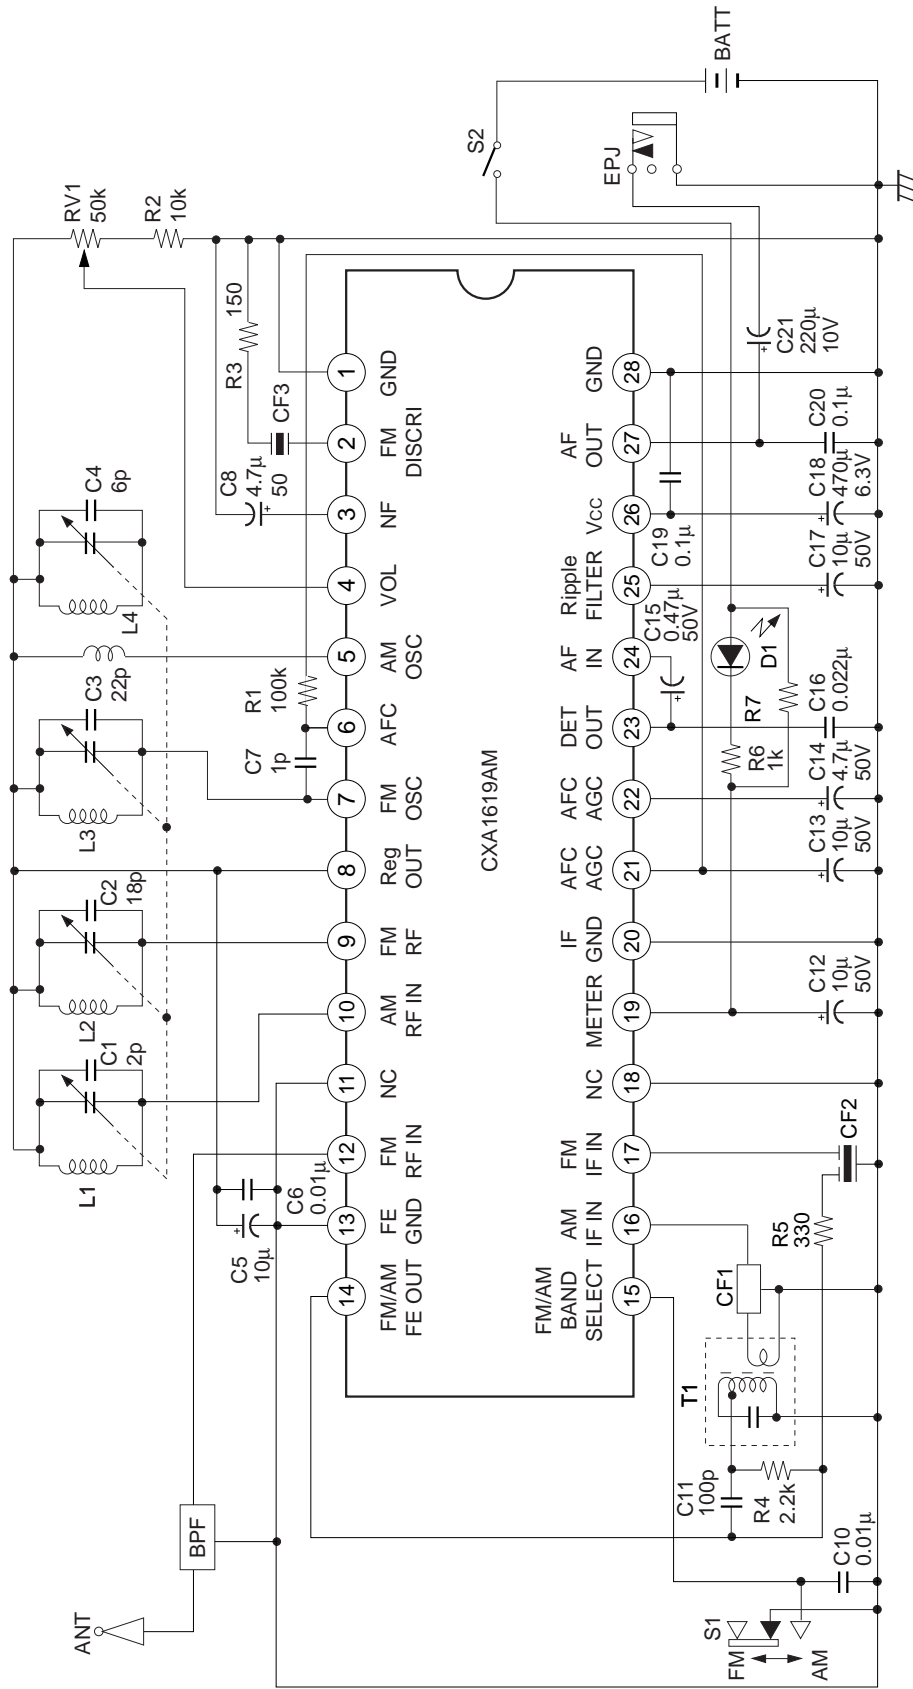 ANT
BPF
L1
C1
2p
L2
C2
18p
L3
C3
22p
L4
C4
6p
RV1
50k
R2
10k
C5
10μ
C6
0.01μ
C7
1p
R1
100k
C8
4.7μ
50
R3
150
CF3
14
13
12
11
10
9
8
7
6
5
4
3
2
1
FM/AM
FE OUT
FE
GND
FM
RF IN
NC
AM
RF IN
FM
RF
Reg
OUT
FM
OSC
AFC
AM
OSC
VOL
NF
FM
DISCRI
GND
CXA1619AM
FM/AM
BAND
SELECT
AM
IF IN
FM
IF IN
NC
METER
IF
GND
AFC
AGC
AFC
AGC
DET
OUT
AF
IN
Ripple
FILTER
Vcc
AF
OUT
GND
15
16
17
18
19
20
21
22
23
24
25
26
27
28
S1
FM
AM
C10
0.01μ
C11
100p
R4
2.2k
T1
CF1
R5
330
CF2
C12
10μ
50V
C13
10μ
50V
C14
4.7μ
50V
R6
1k
R7
D1
C16
0.022μ
C15
0.47μ
50V
C17
10μ
50V
C19
0.1μ
C18
470μ
6.3V
C20
0.1μ
C21
220μ
10V
S2
EPJ
BATT